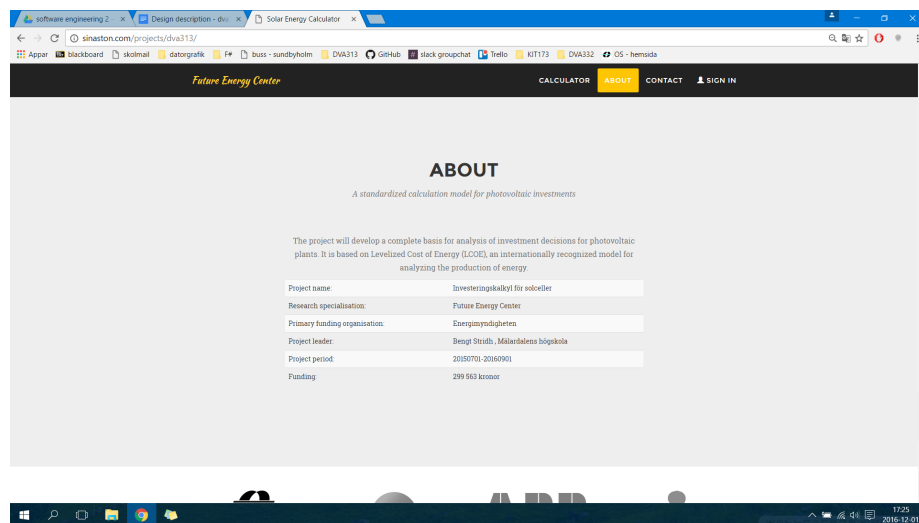 software engineering 2 -
Design description - dva
Solar Energy Calculator
sinaston.com/projects/dva313/
Appar
blackboard
skolmail
datorgrafik
F#
buss - sundbyholm
DVA313
GitHub
slack groupchat
Trello
KIT173
DVA332
OS - hemsida
Future Energy Center
CALCULATOR
ABOUT
CONTACT
SIGN IN
ABOUT
A standardized calculation model for photovoltaic investments
The project will develop a complete basis for analysis of investment decisions for photovoltaic
plants. It is based on Levelized Cost of Energy (LCOE), an internationally recognized model for
analyzing the production of energy.
Project name: Investeringskalkyl för solceller
Research specialisation: Future Energy Center
Primary funding organisation: Energimyndigheten
Project leader: Bengt Stridh , Mälardalens högskola
Project period: 20150701-20160901
Funding: 299 563 kronor
17:25
2016-12-01